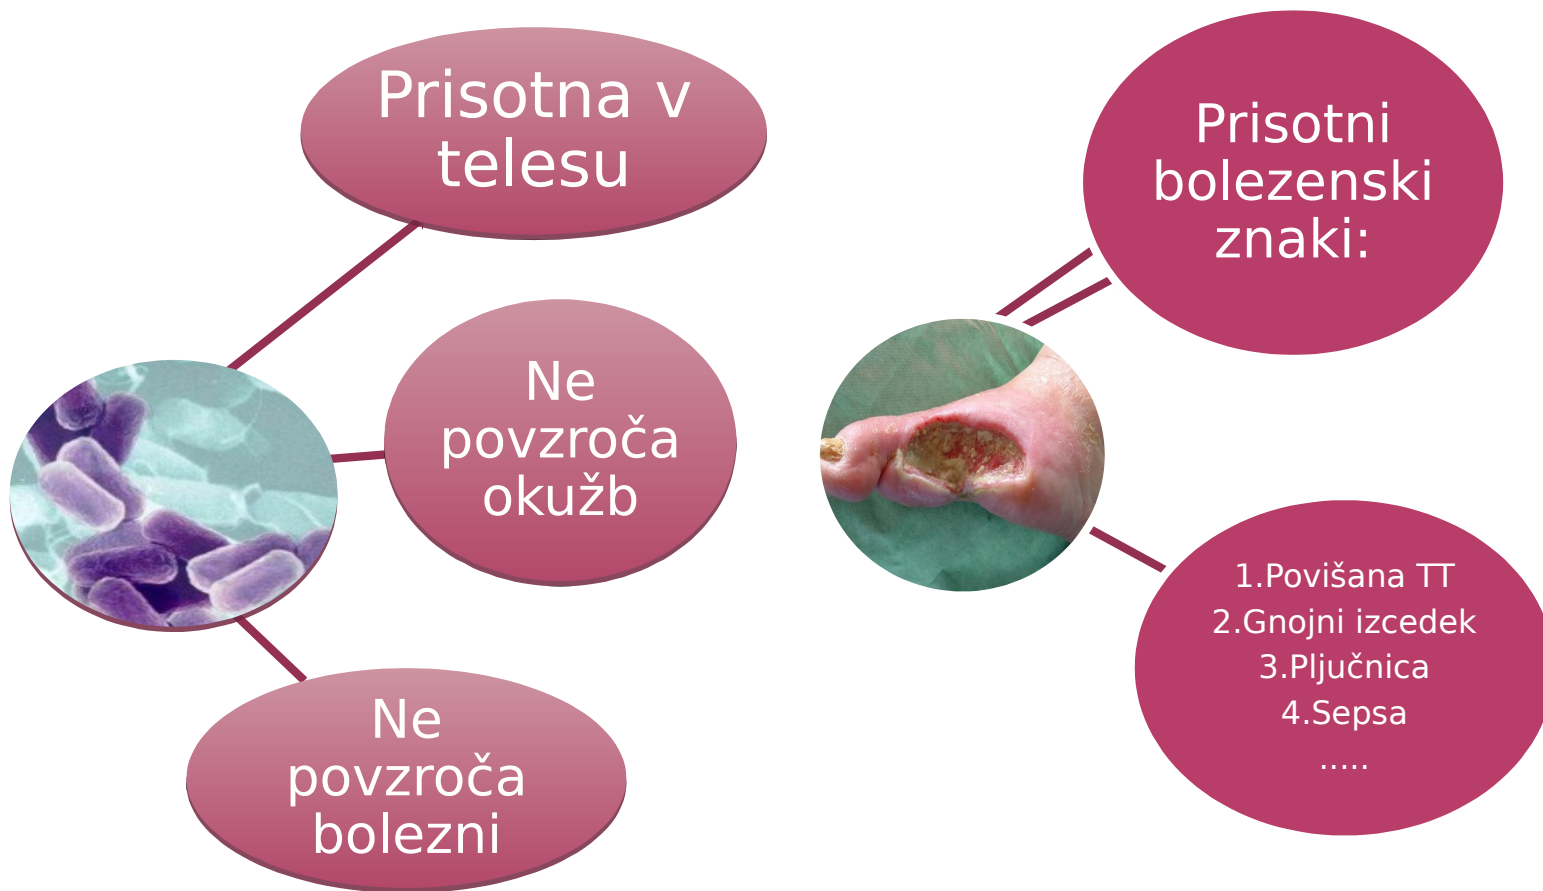 Prisotna v
telesu
Ne
povzroča
okužb
Ne
povzroča
bolezni
Prisotni
bolezenski
znaki:
1.Povišana TT
2.Gnojni izcedek
3.Pljučnica
4.Sepsa
.....